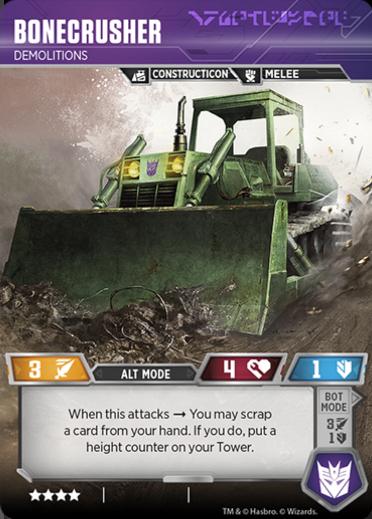 BONECRUSHER
DEMOLITIONS
CONSTRUCTICON MELEE
3 ALT MODE 4 1
When this attacks → You may scrap
a card from your hand. If you do, put a
height counter on your Tower.
BOT
MODE
3
1
★★★★
TM & © Hasbro. © Wizards.